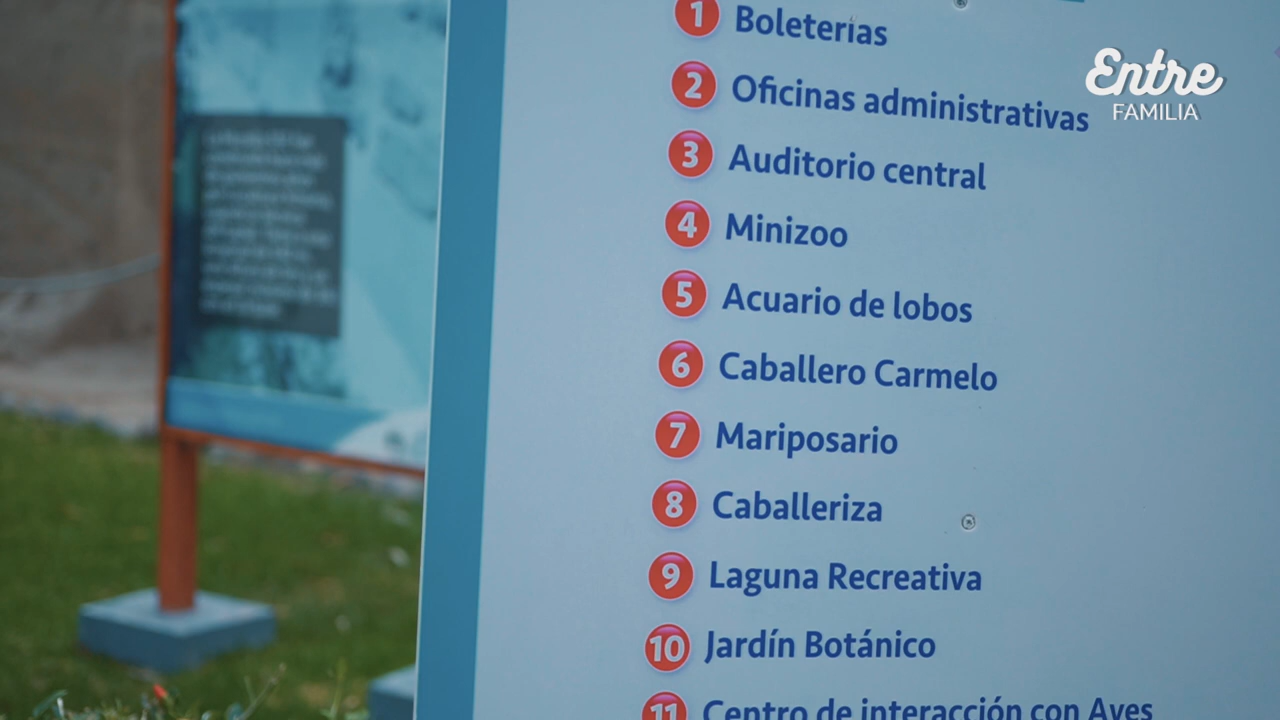 1 Boleterías
2 Oficinas administrativas
3 Auditorio central
4 Minizoo
5 Acuario de lobos
6 Caballero Carmelo
7 Mariposario
8 Caballeriza
9 Laguna Recreativa
10 Jardín Botánico
11 Centro de interacción con Aves
Entre
FAMILIA